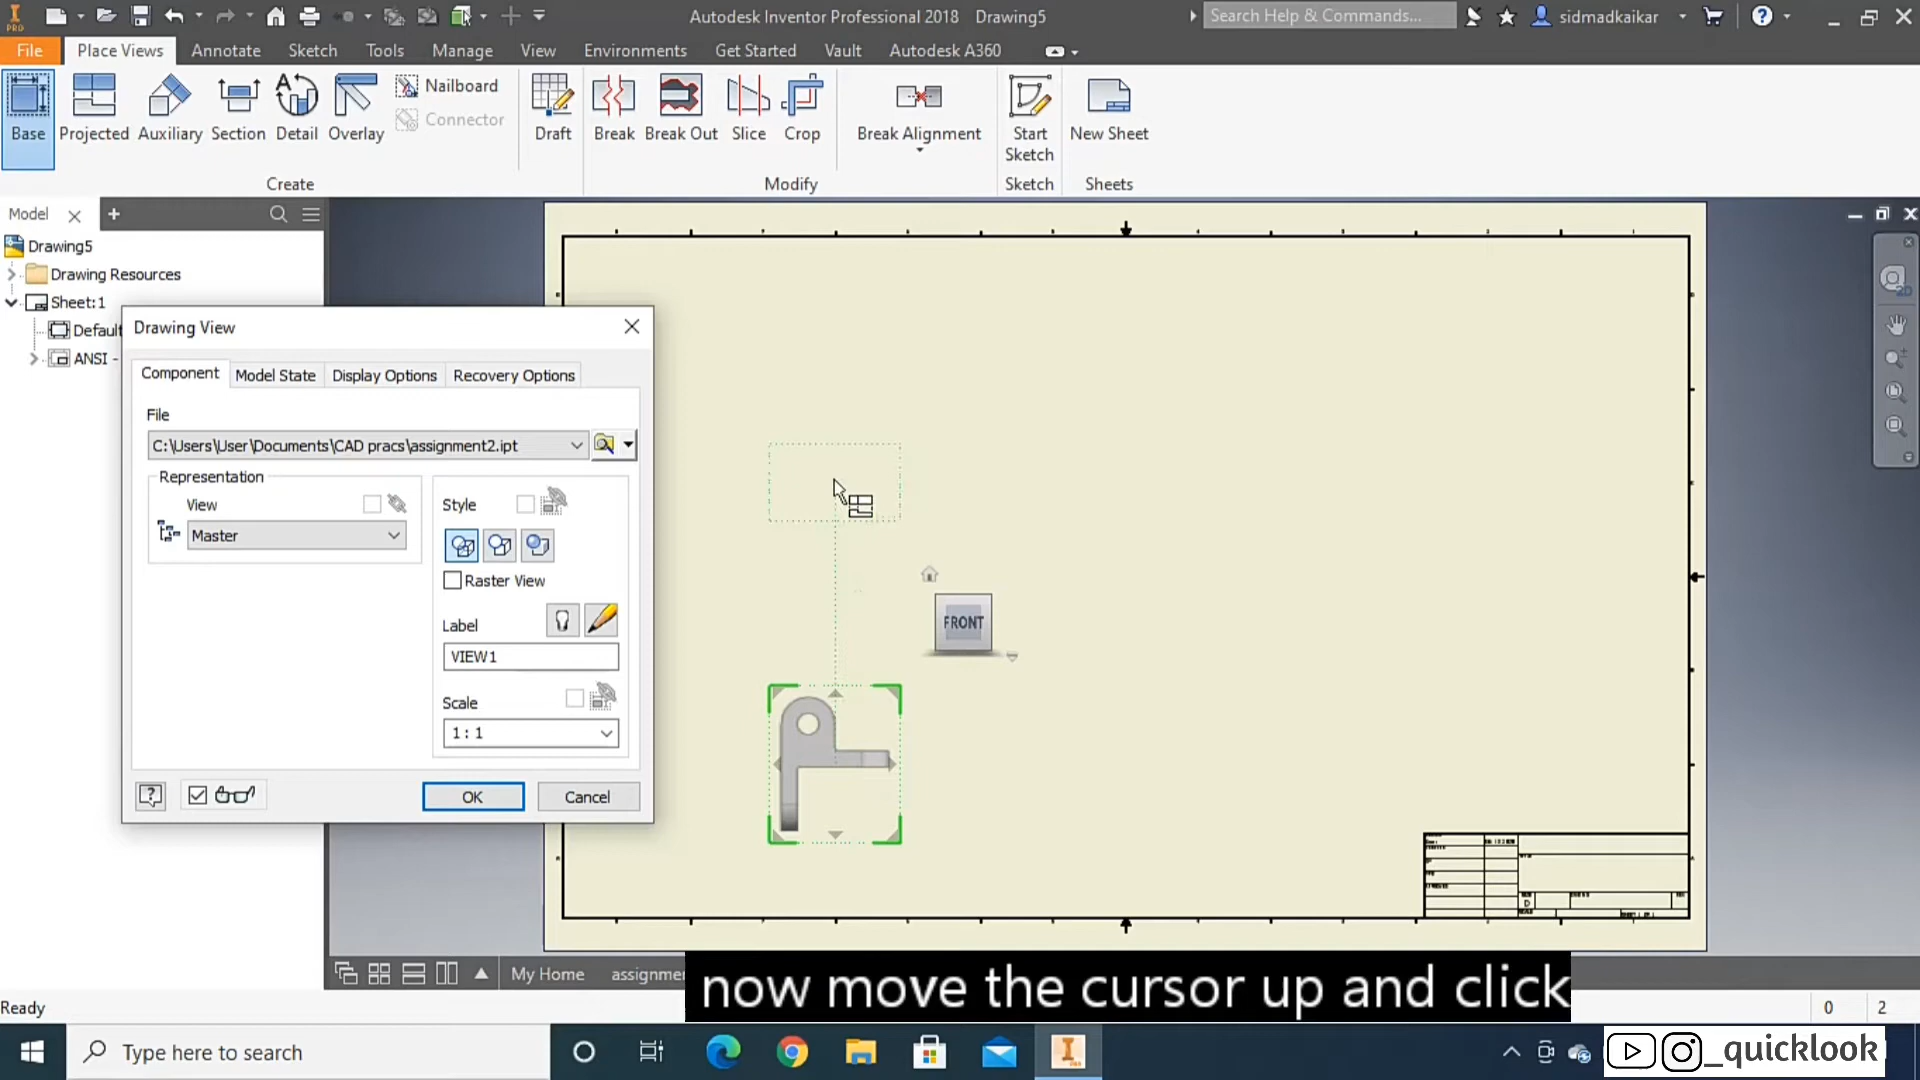 PRO
Autodesk Inventor Professional 2018 Drawing5
Search Help & Commands...
sidmadkaikar
File Place Views Annotate Sketch Tools Manage View Environments Get Started Vault Autodesk A360
Base Projected Auxiliary Section Detail Overlay
Nailboard
Connector
Draft Break Break Out Slice Crop Break Alignment
Start Sketch
New Sheet
Create Modify Sketch Sheets
Model
Drawing5
Drawing Resources
Sheet:1
Default
ANSI -
Drawing View
Component Model State Display Options Recovery Options
File
C:\Users\User\Documents\CAD pracs\assignment2.ipt
Representation
View
Master
Style
Raster View
Label
VIEW1
Scale
1 : 1
OK Cancel
FRONT
My Home assignme
now move the cursor up and click
Ready
0 2
Type here to search
_quicklook